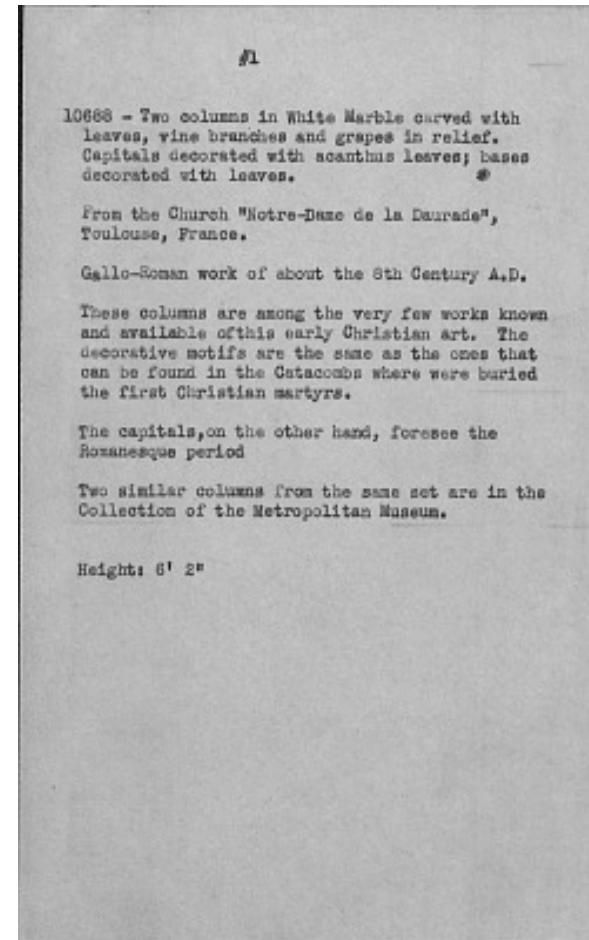 #1
10688 - Two columns in White Marble carved with
leaves, vine branches and grapes in relief.
Capitals decorated with acanthus leaves; bases
decorated with leaves.
From the Church "Notre-Dame de la Daurade",
Toulouse, France.
Gallo-Roman work of about the 8th Century A.D.
These columns are among the very few works known
and available ofthis early Christian art. The
decorative motifs are the same as the ones that
can be found in the Catacombs where were buried
the first Christian martyrs.
The capitals,on the other hand, foresee the
Romanesque period
Two similar columns from the same set are in the
Collection of the Metropolitan Museum.
Height: 6' 2"